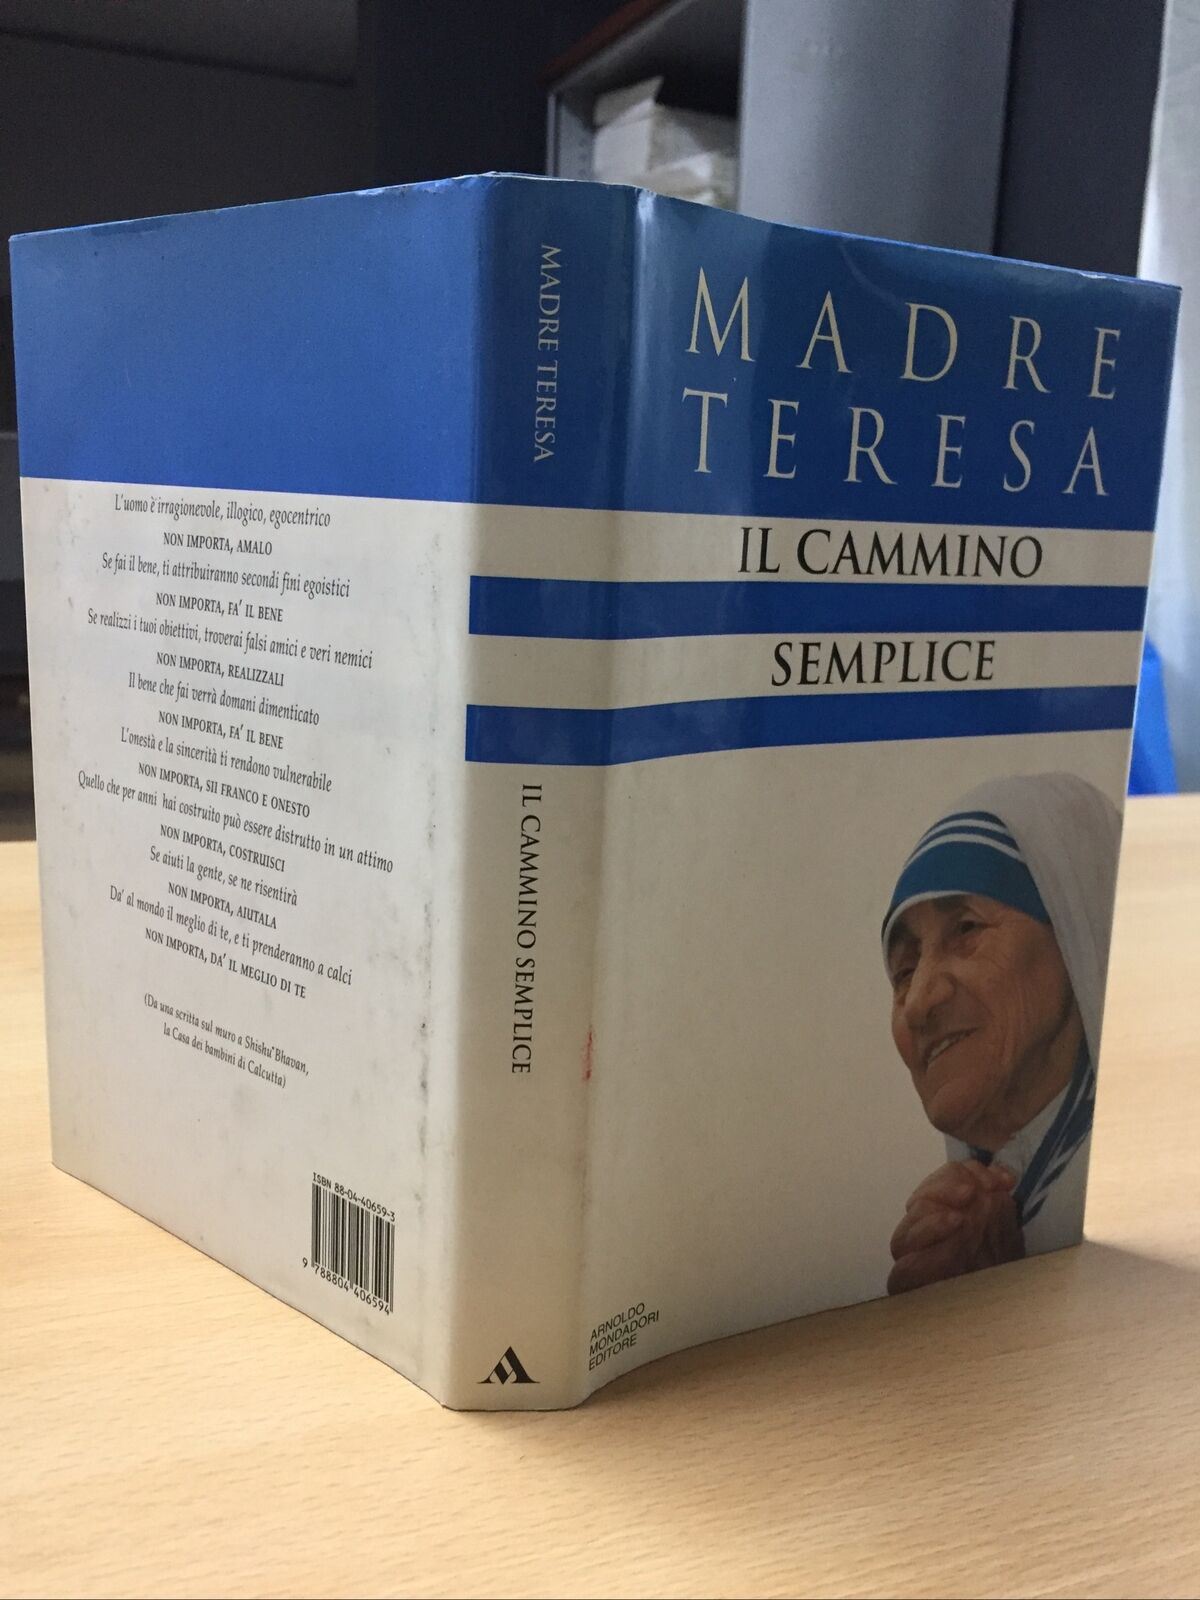 L'uomo è irragionevole, illogico, egocentrico
NON IMPORTA, AMALO
Se fai il bene, ti attribuiranno secondi fini egoistici
NON IMPORTA, FA' IL BENE
Se realizzi i tuoi obiettivi, troverai falsi amici e veri nemici
NON IMPORTA, REALIZZALI
Il bene che fai verrà domani dimenticato
NON IMPORTA, FA' IL BENE
L'onestà e la sincerità ti rendono vulnerabile
NON IMPORTA, SII FRANCO E ONESTO
Quello che per anni hai costruito può essere distrutto in un attimo
NON IMPORTA, COSTRUISCI
Se aiuti la gente, se ne risentirà
NON IMPORTA, AIUTALA
Da' al mondo il meglio di te, e ti prenderanno a calci
NON IMPORTA, DA' IL MEGLIO DI TE
(Da una scritta sul muro a Shishu Bhavan,
la Casa dei bambini di Calcutta)
ISBN 88-04-40659-3
9 788804 406594
MADRE TERESA
IL CAMMINO SEMPLICE
MADRE
TERESA
IL CAMMINO
SEMPLICE
ARNOLDO
MONDADORI
EDITORE